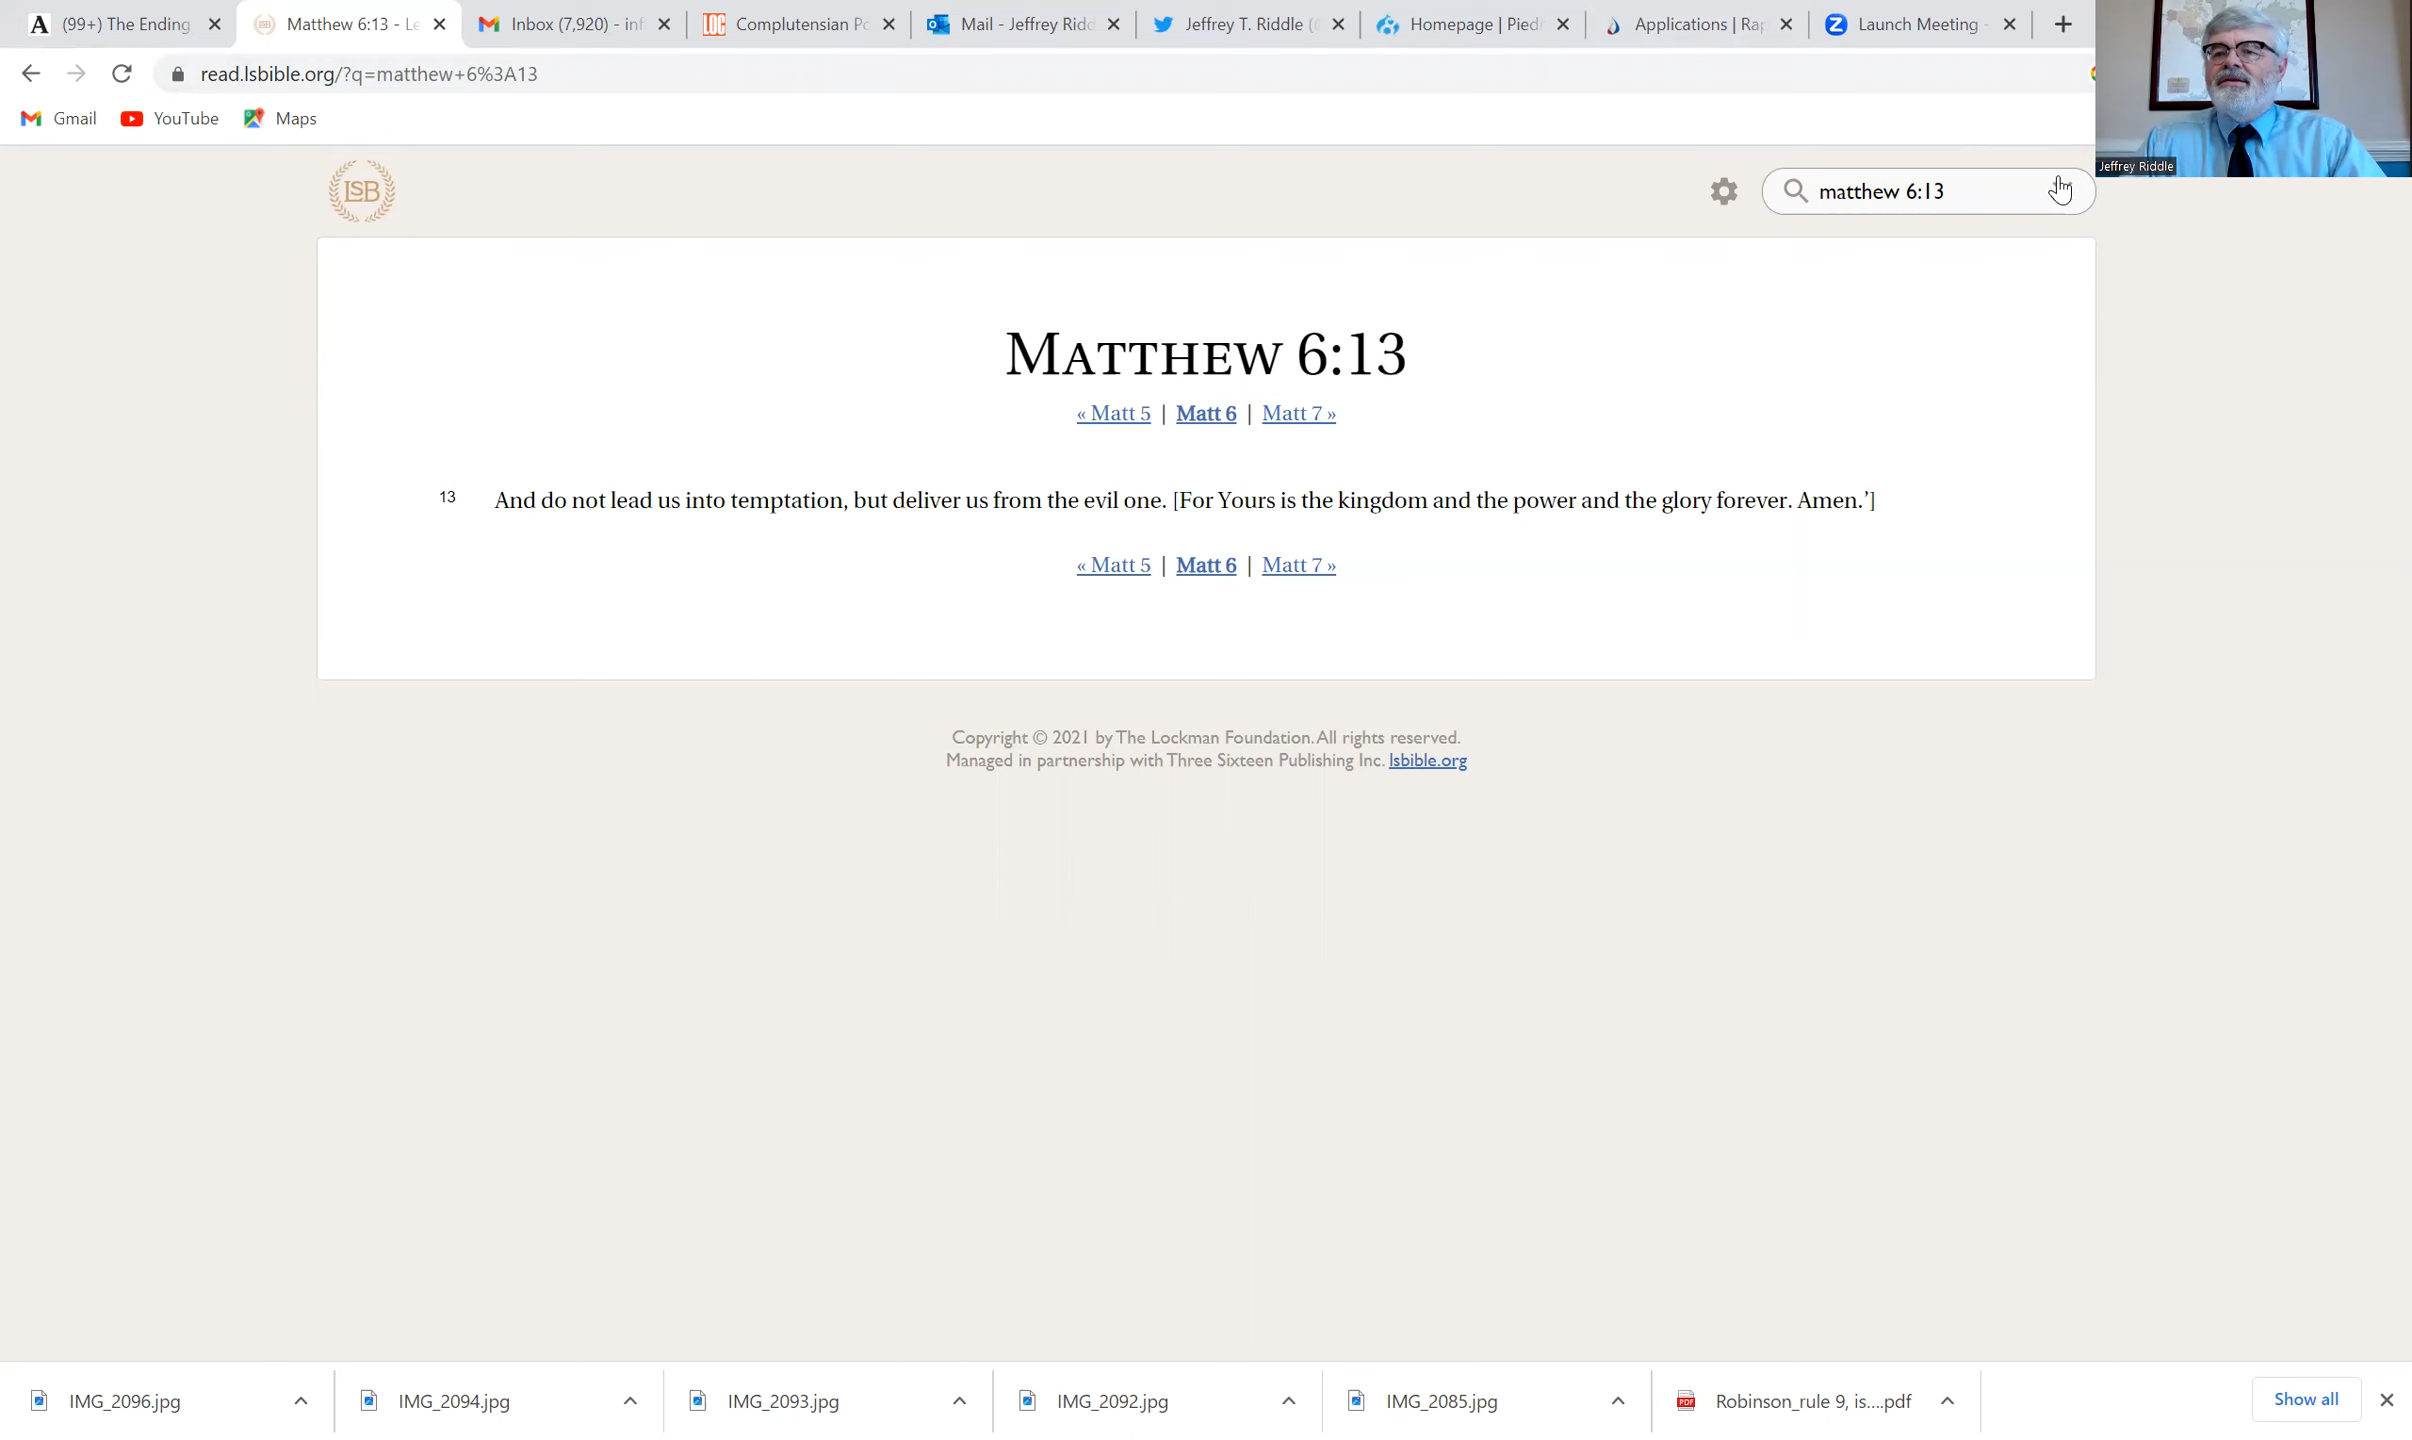 (99+) The Ending
Matthew 6:13 - Le
Inbox (7,920) - inf
Complutensian Po
Mail - Jeffrey Ridd
Jeffrey T. Riddle (
Homepage | Pied
Applications | Rap
Launch Meeting -
read.lsbible.org/?q=matthew+6%3A13
Gmail
YouTube
Maps
Jeffrey Riddle
LSB
matthew 6:13
MATTHEW 6:13
« Matt 5 | Matt 6 | Matt 7 »
13 And do not lead us into temptation, but deliver us from the evil one. [For Yours is the kingdom and the power and the glory forever. Amen.’]
« Matt 5 | Matt 6 | Matt 7 »
Copyright © 2021 by The Lockman Foundation. All rights reserved.
Managed in partnership with Three Sixteen Publishing Inc. lsbible.org
IMG_2096.jpg
IMG_2094.jpg
IMG_2093.jpg
IMG_2092.jpg
IMG_2085.jpg
Robinson_rule 9, is....pdf
Show all